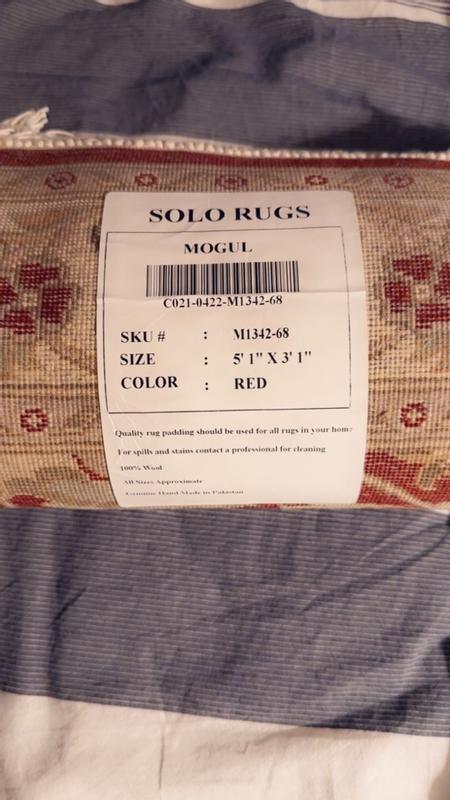 SOLO RUGS
MOGUL
C021-0422-M1342-68
SKU # : M1342-68
SIZE : 5' 1" X 3' 1"
COLOR : RED
Quality rug padding should be used for all rugs in your home
For spills and stains contact a professional for cleaning
100% Wool
All Sizes Approximate
Genuine Hand Made in Pakistan